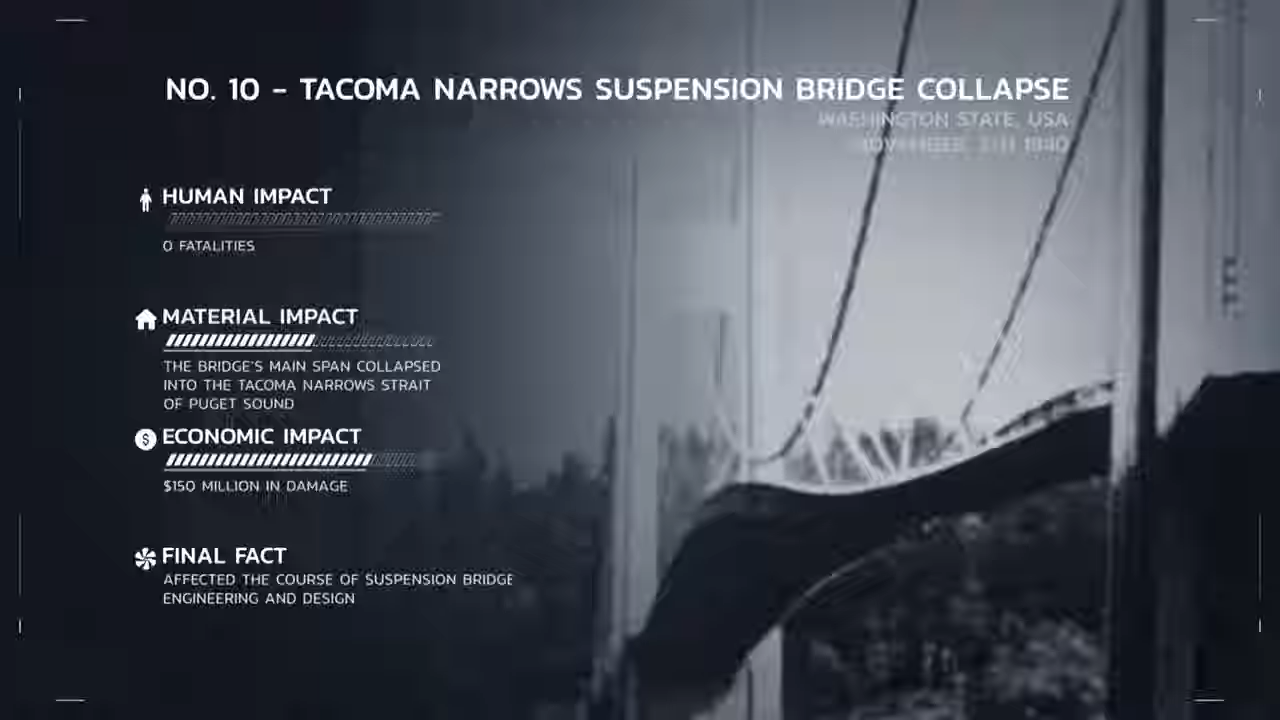 NO. 10 - TACOMA NARROWS SUSPENSION BRIDGE COLLAPSE
WASHINGTON STATE, USA
1940
HUMAN IMPACT
0 FATALITIES
MATERIAL IMPACT
THE BRIDGE'S MAIN SPAN COLLAPSED
INTO THE TACOMA NARROWS STRAIT
OF PUGET SOUND
$
ECONOMIC IMPACT
$150 MILLION IN DAMAGE
FINAL FACT
AFFECTED THE COURSE OF SUSPENSION BRIDGE
ENGINEERING AND DESIGN